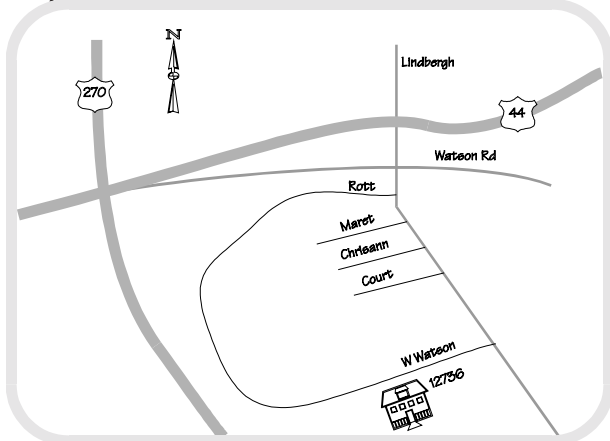 N
Lindbergh
270
44
Watson Rd
Rott
Maret
Chrisann
Court
W Watson
12736